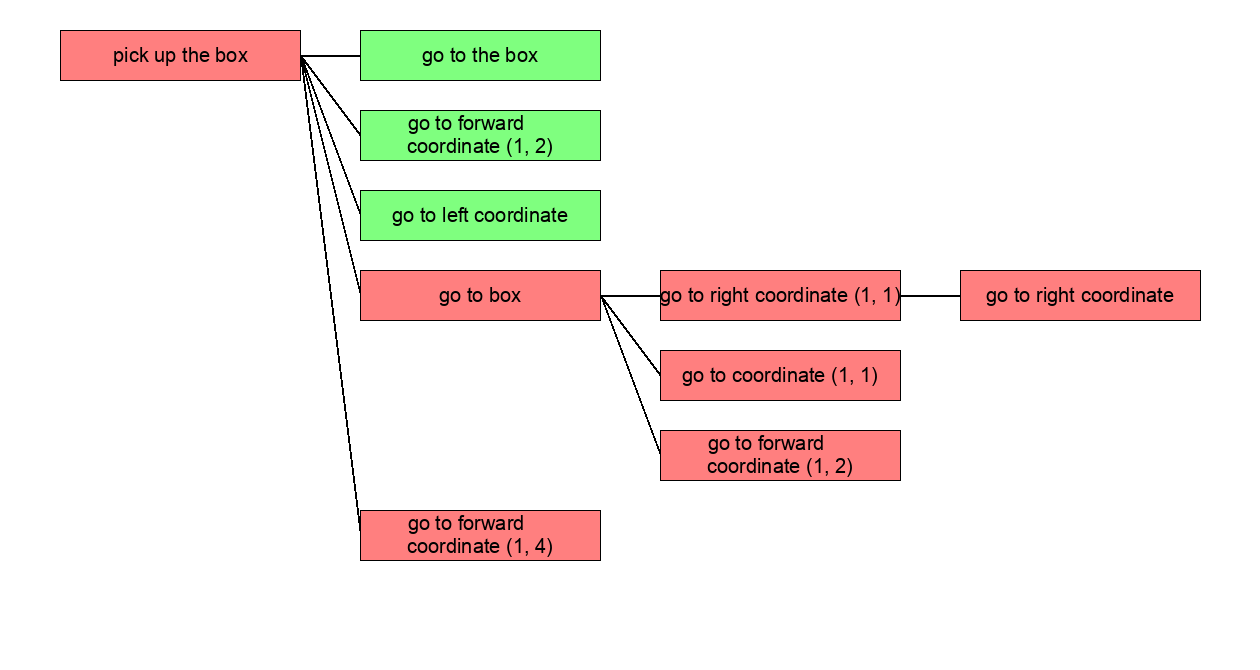 pick up the box
go to the box
go to forward
coordinate (1, 2)
go to left coordinate
go to box
go to right coordinate (1, 1)
go to right coordinate
go to coordinate (1, 1)
go to forward
coordinate (1, 2)
go to forward
coordinate (1, 4)